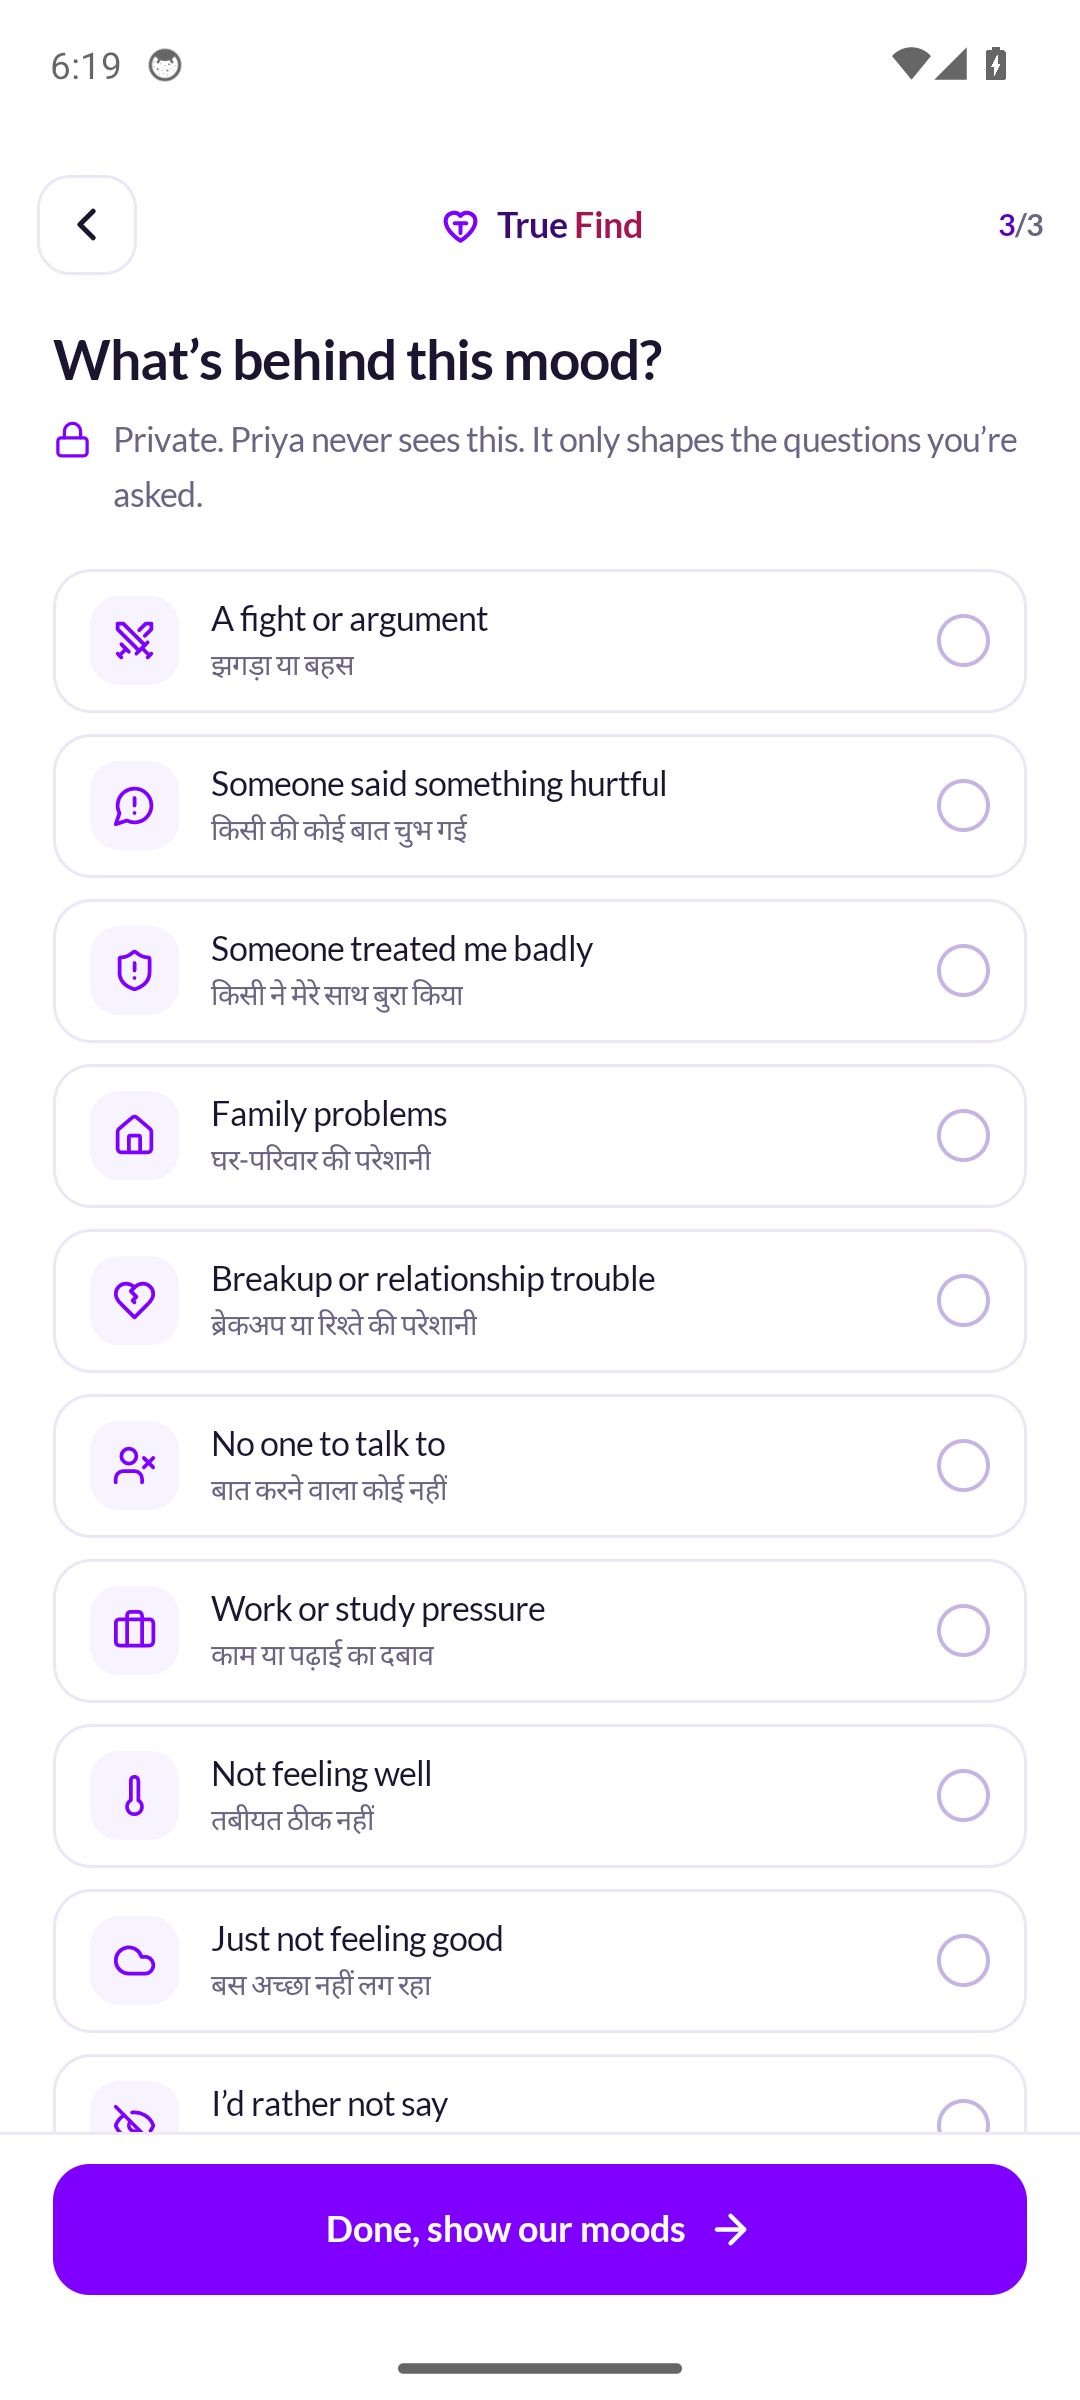 6:19
True Find
3/3
What’s behind this mood?
Private. Priya never sees this. It only shapes the questions you’re
asked.
A fight or argument
झगड़ा या बहस
Someone said something hurtful
किसी की कोई बात चुभ गई
Someone treated me badly
किसी ने मेरे साथ बुरा किया
Family problems
घर-परिवार की परेशानी
Breakup or relationship trouble
ब्रेकअप या रिश्ते की परेशानी
No one to talk to
बात करने वाला कोई नहीं
Work or study pressure
काम या पढ़ाई का दबाव
Not feeling well
तबीयत ठीक नहीं
Just not feeling good
बस अच्छा नहीं लग रहा
I’d rather not say
Done, show our moods